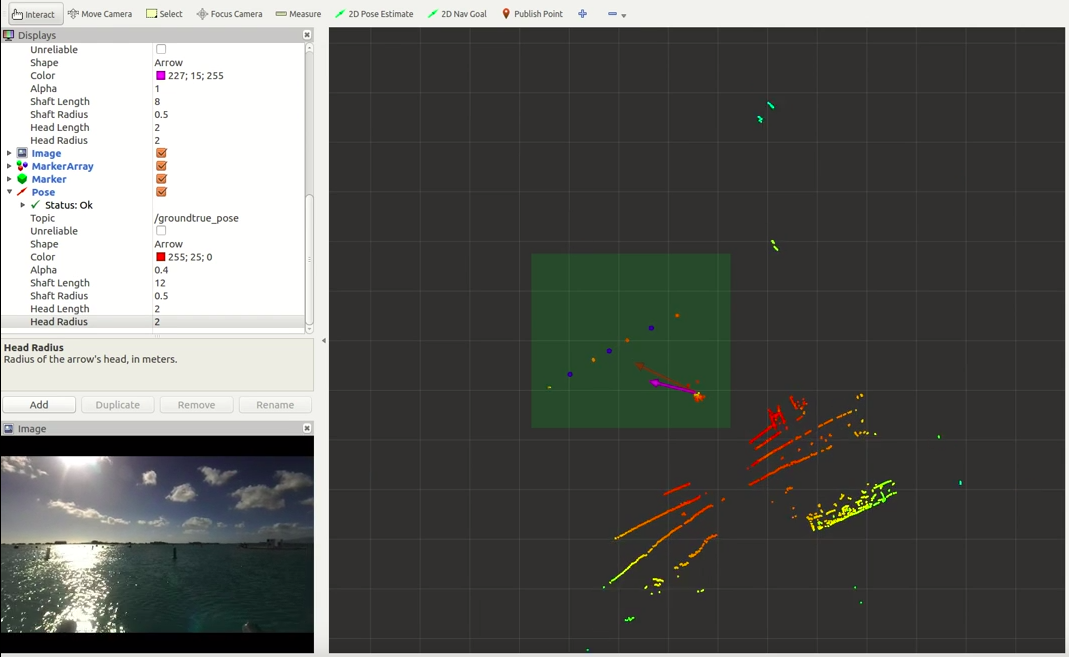 Interact Move Camera Select Focus Camera Measure 2D Pose Estimate 2D Nav Goal Publish Point
Displays
Unreliable
Shape Arrow
Color 227; 15; 255
Alpha 1
Shaft Length 8
Shaft Radius 0.5
Head Length 2
Head Radius 2
Image
MarkerArray
Marker
Pose
Status: Ok
Topic /groundtrue_pose
Unreliable
Shape Arrow
Color 255; 25; 0
Alpha 0.4
Shaft Length 12
Shaft Radius 0.5
Head Length 2
Head Radius 2
Head Radius
Radius of the arrow's head, in meters.
Add Duplicate Remove Rename
Image